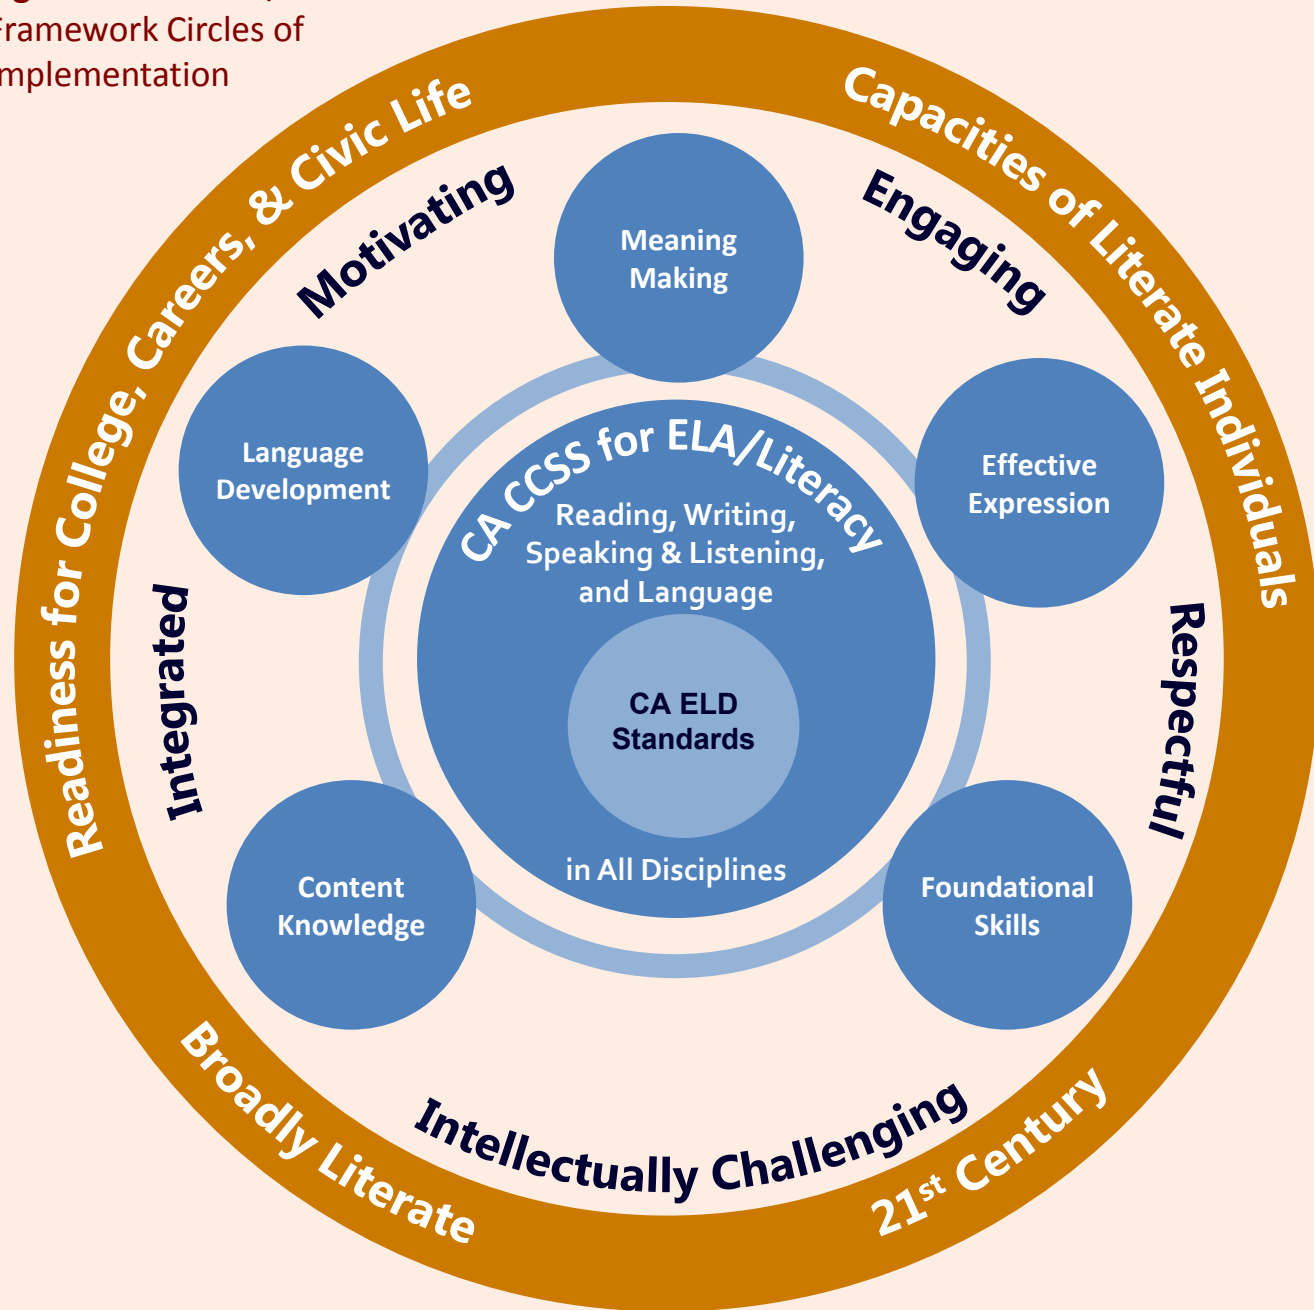 Framework Circles of
Implementation
Readiness for College, Careers, & Civic Life
Capacities of Literate Individuals
Motivating
Engaging
Meaning
Making
Language
Development
Effective
Expression
CA CCSS for ELA/Literacy
Reading, Writing,
Speaking & Listening,
and Language
CA ELD
Standards
in All Disciplines
Integrated
Respectful
Content
Knowledge
Foundational
Skills
Intellectually Challenging
Broadly Literate
21st Century